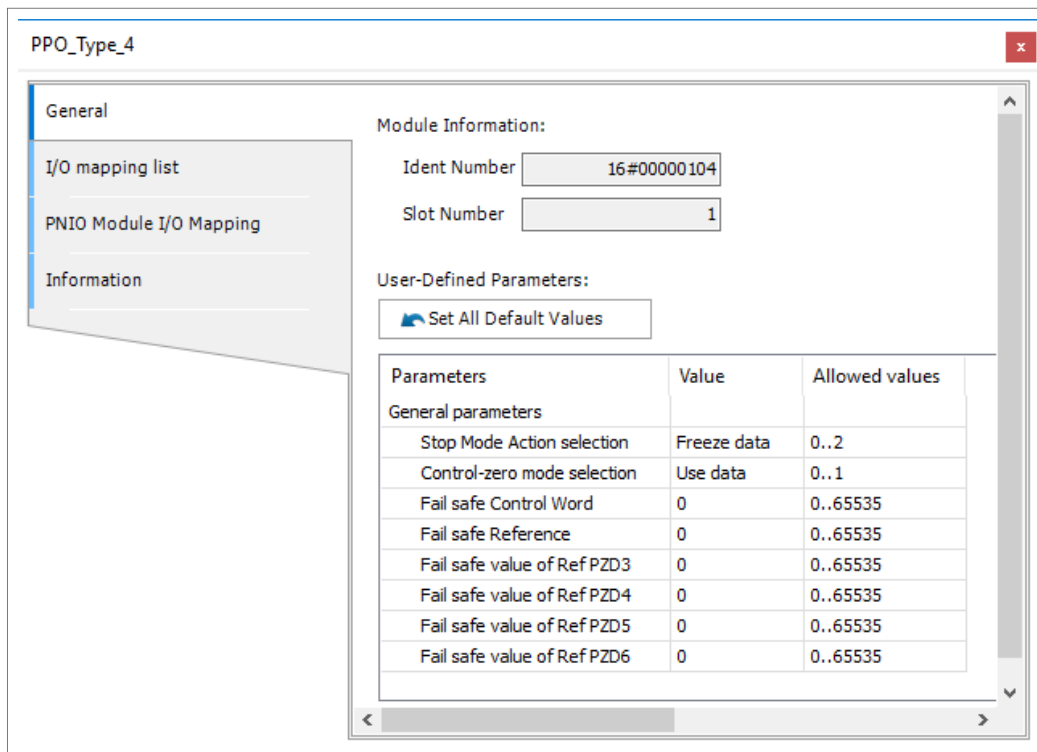 PPO_Type_4
x
General
I/O mapping list
PNIO Module I/O Mapping
Information
Module Information:
Ident Number 16#00000104
Slot Number 1
User-Defined Parameters:
Set All Default Values
Parameters Value Allowed values
General parameters
Stop Mode Action selection Freeze data 0..2
Control-zero mode selection Use data 0..1
Fail safe Control Word 0 0..65535
Fail safe Reference 0 0..65535
Fail safe value of Ref PZD3 0 0..65535
Fail safe value of Ref PZD4 0 0..65535
Fail safe value of Ref PZD5 0 0..65535
Fail safe value of Ref PZD6 0 0..65535